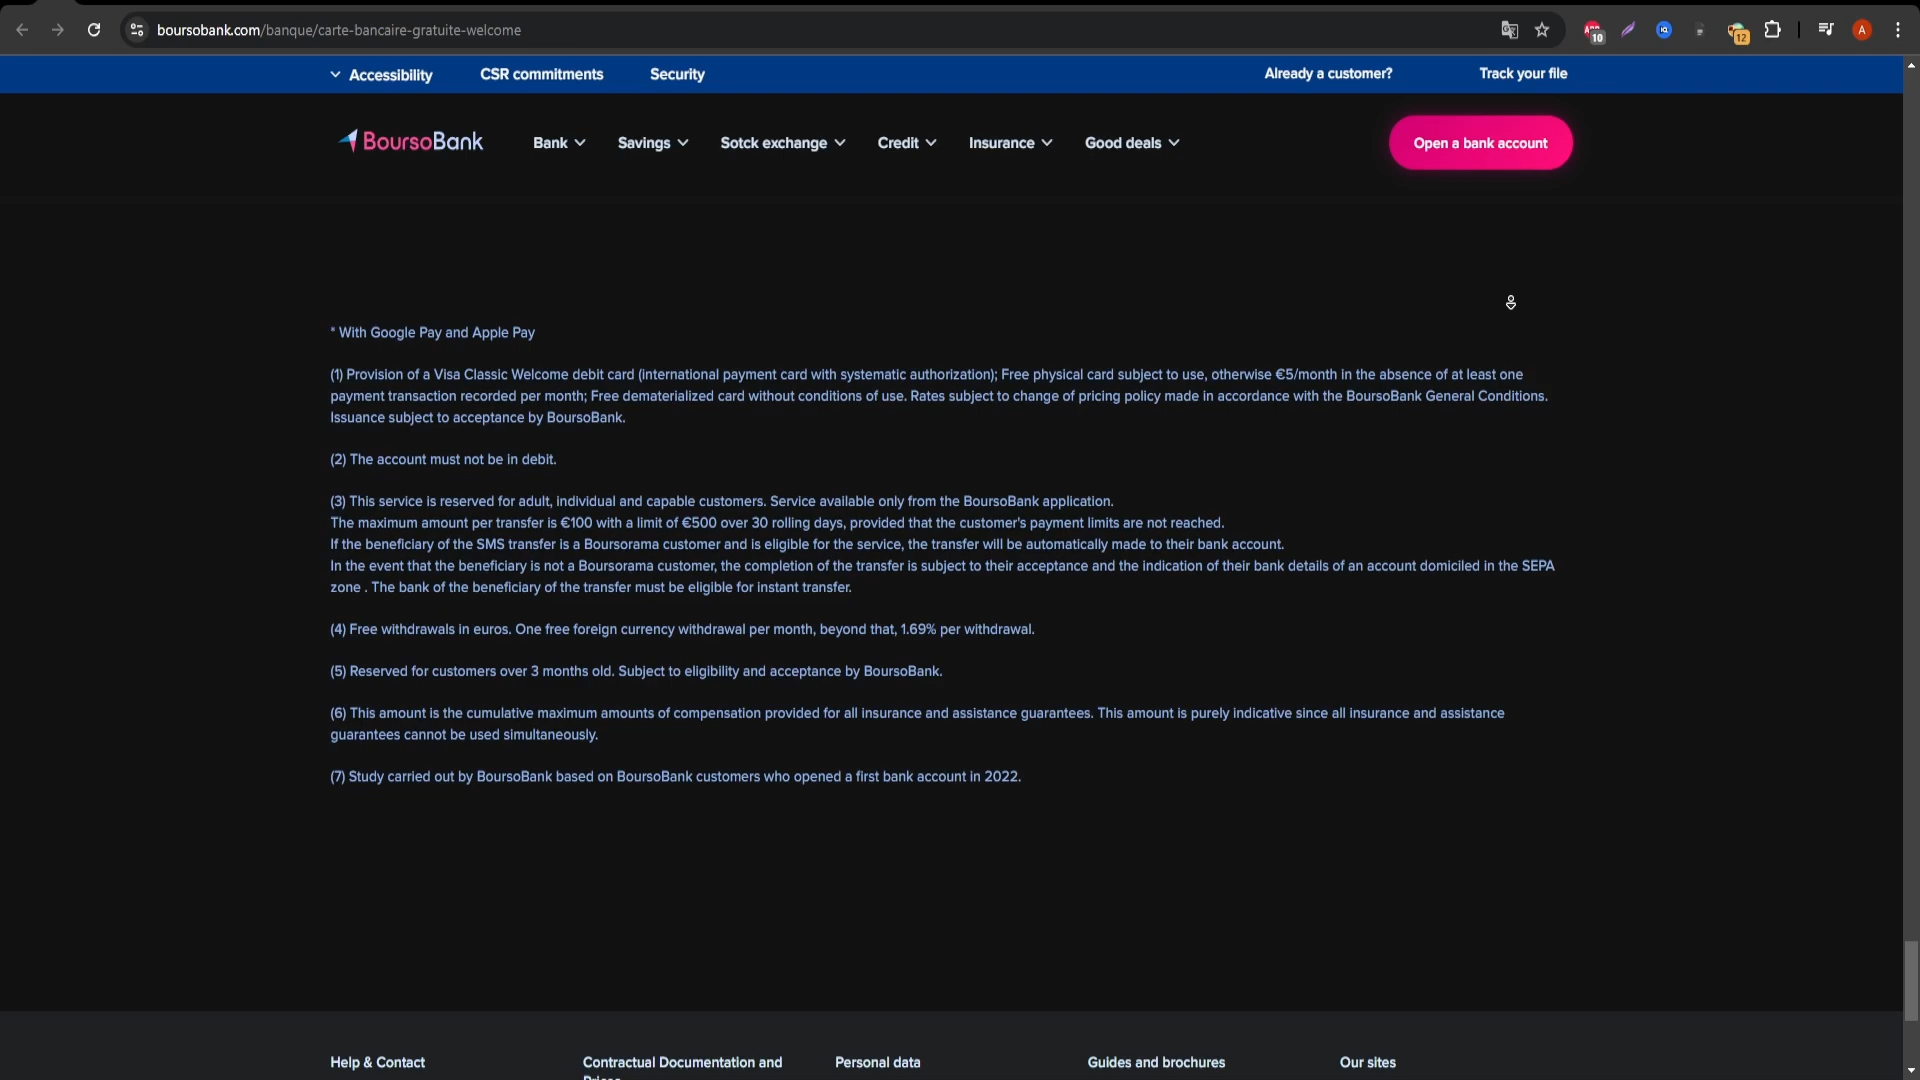 boursobank.com/banque/carte-bancaire-gratuite-welcome
10
12
A
Accessibility CSR commitments Security Already a customer? Track your file
BoursoBank Bank Savings Sotck exchange Credit Insurance Good deals Open a bank account
* With Google Pay and Apple Pay
(1) Provision of a Visa Classic Welcome debit card (international payment card with systematic authorization); Free physical card subject to use, otherwise €5/month in the absence of at least one
payment transaction recorded per month; Free dematerialized card without conditions of use. Rates subject to change of pricing policy made in accordance with the BoursoBank General Conditions.
Issuance subject to acceptance by BoursoBank.
(2) The account must not be in debit.
(3) This service is reserved for adult, individual and capable customers. Service available only from the BoursoBank application.
The maximum amount per transfer is €100 with a limit of €500 over 30 rolling days, provided that the customer's payment limits are not reached.
If the beneficiary of the SMS transfer is a Boursorama customer and is eligible for the service, the transfer will be automatically made to their bank account.
In the event that the beneficiary is not a Boursorama customer, the completion of the transfer is subject to their acceptance and the indication of their bank details of an account domiciled in the SEPA
zone . The bank of the beneficiary of the transfer must be eligible for instant transfer.
(4) Free withdrawals in euros. One free foreign currency withdrawal per month, beyond that, 1.69% per withdrawal.
(5) Reserved for customers over 3 months old. Subject to eligibility and acceptance by BoursoBank.
(6) This amount is the cumulative maximum amounts of compensation provided for all insurance and assistance guarantees. This amount is purely indicative since all insurance and assistance
guarantees cannot be used simultaneously.
(7) Study carried out by BoursoBank based on BoursoBank customers who opened a first bank account in 2022.
Help & Contact Contractual Documentation and Personal data Guides and brochures Our sites